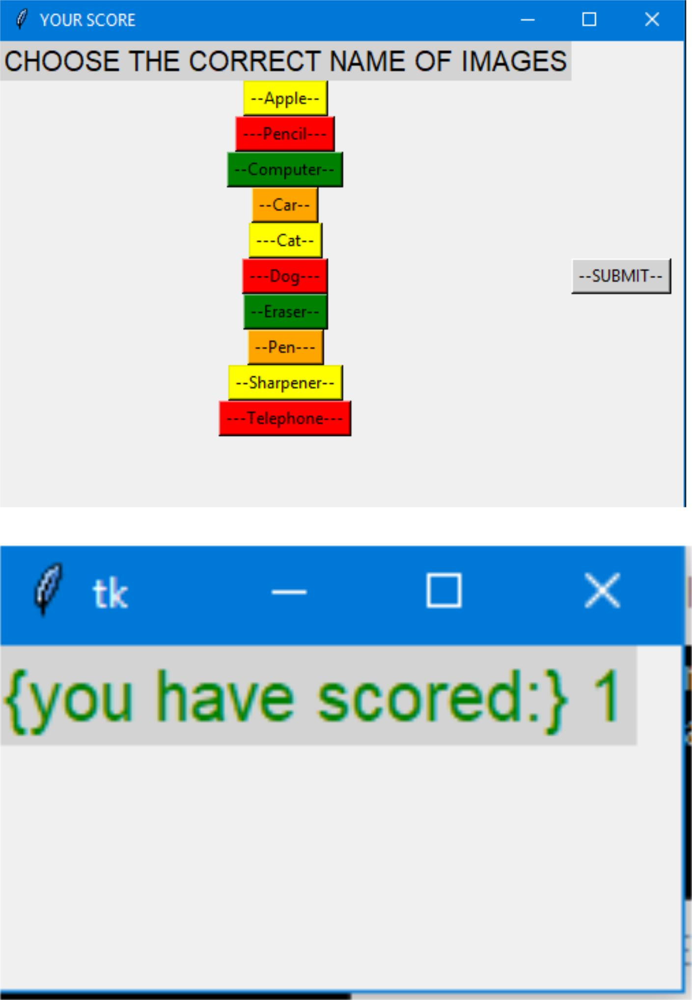 YOUR SCORE
CHOOSE THE CORRECT NAME OF IMAGES
--Apple--
---Pencil---
--Computer--
--Car--
---Cat--
---Dog---
--SUBMIT--
--Eraser--
--Pen---
--Sharpener--
---Telephone---
tk
{you have scored:} 1